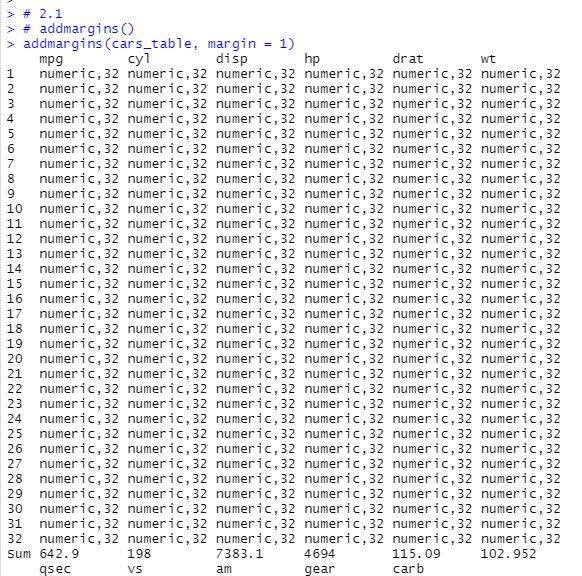 >
> # 2.1
> # addmargins()
> addmargins(cars_table, margin = 1)
mpg cyl disp hp drat wt
1 numeric,32 numeric,32 numeric,32 numeric,32 numeric,32 numeric,32
2 numeric,32 numeric,32 numeric,32 numeric,32 numeric,32 numeric,32
3 numeric,32 numeric,32 numeric,32 numeric,32 numeric,32 numeric,32
4 numeric,32 numeric,32 numeric,32 numeric,32 numeric,32 numeric,32
5 numeric,32 numeric,32 numeric,32 numeric,32 numeric,32 numeric,32
6 numeric,32 numeric,32 numeric,32 numeric,32 numeric,32 numeric,32
7 numeric,32 numeric,32 numeric,32 numeric,32 numeric,32 numeric,32
8 numeric,32 numeric,32 numeric,32 numeric,32 numeric,32 numeric,32
9 numeric,32 numeric,32 numeric,32 numeric,32 numeric,32 numeric,32
10 numeric,32 numeric,32 numeric,32 numeric,32 numeric,32 numeric,32
11 numeric,32 numeric,32 numeric,32 numeric,32 numeric,32 numeric,32
12 numeric,32 numeric,32 numeric,32 numeric,32 numeric,32 numeric,32
13 numeric,32 numeric,32 numeric,32 numeric,32 numeric,32 numeric,32
14 numeric,32 numeric,32 numeric,32 numeric,32 numeric,32 numeric,32
15 numeric,32 numeric,32 numeric,32 numeric,32 numeric,32 numeric,32
16 numeric,32 numeric,32 numeric,32 numeric,32 numeric,32 numeric,32
17 numeric,32 numeric,32 numeric,32 numeric,32 numeric,32 numeric,32
18 numeric,32 numeric,32 numeric,32 numeric,32 numeric,32 numeric,32
19 numeric,32 numeric,32 numeric,32 numeric,32 numeric,32 numeric,32
20 numeric,32 numeric,32 numeric,32 numeric,32 numeric,32 numeric,32
21 numeric,32 numeric,32 numeric,32 numeric,32 numeric,32 numeric,32
22 numeric,32 numeric,32 numeric,32 numeric,32 numeric,32 numeric,32
23 numeric,32 numeric,32 numeric,32 numeric,32 numeric,32 numeric,32
24 numeric,32 numeric,32 numeric,32 numeric,32 numeric,32 numeric,32
25 numeric,32 numeric,32 numeric,32 numeric,32 numeric,32 numeric,32
26 numeric,32 numeric,32 numeric,32 numeric,32 numeric,32 numeric,32
27 numeric,32 numeric,32 numeric,32 numeric,32 numeric,32 numeric,32
28 numeric,32 numeric,32 numeric,32 numeric,32 numeric,32 numeric,32
29 numeric,32 numeric,32 numeric,32 numeric,32 numeric,32 numeric,32
30 numeric,32 numeric,32 numeric,32 numeric,32 numeric,32 numeric,32
31 numeric,32 numeric,32 numeric,32 numeric,32 numeric,32 numeric,32
32 numeric,32 numeric,32 numeric,32 numeric,32 numeric,32 numeric,32
Sum 642.9 198 7383.1 4694 115.09 102.952
qsec vs am gear carb